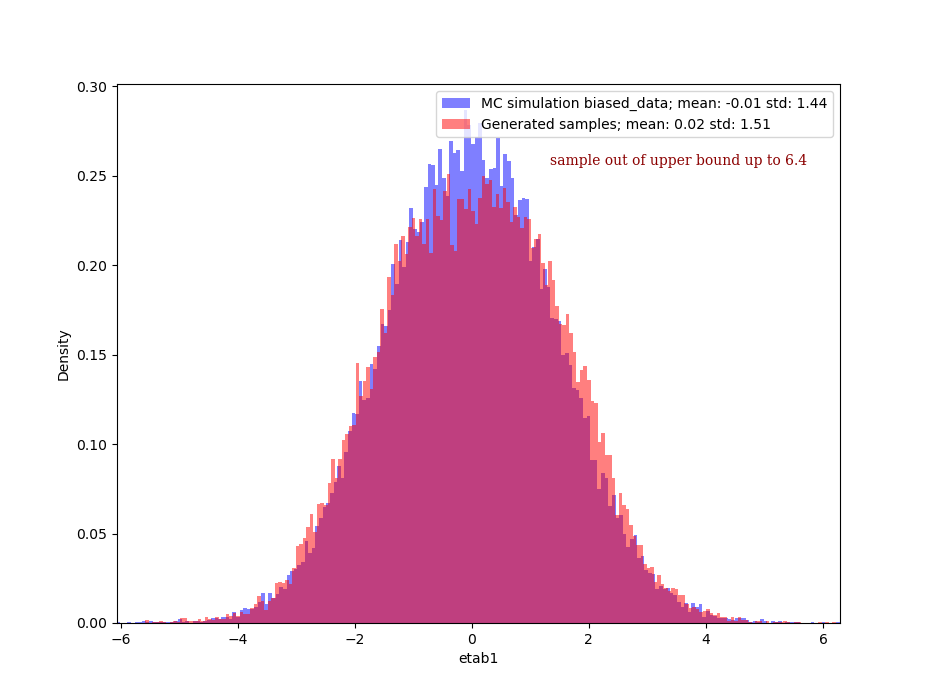 MC simulation biased_data; mean: -0.01 std: 1.44
Generated samples; mean: 0.02 std: 1.51
sample out of upper bound up to 6.4
0.30
0.25
0.20
0.15
0.10
0.05
0.00
Density
−6
−4
−2
0
2
4
6
etab1